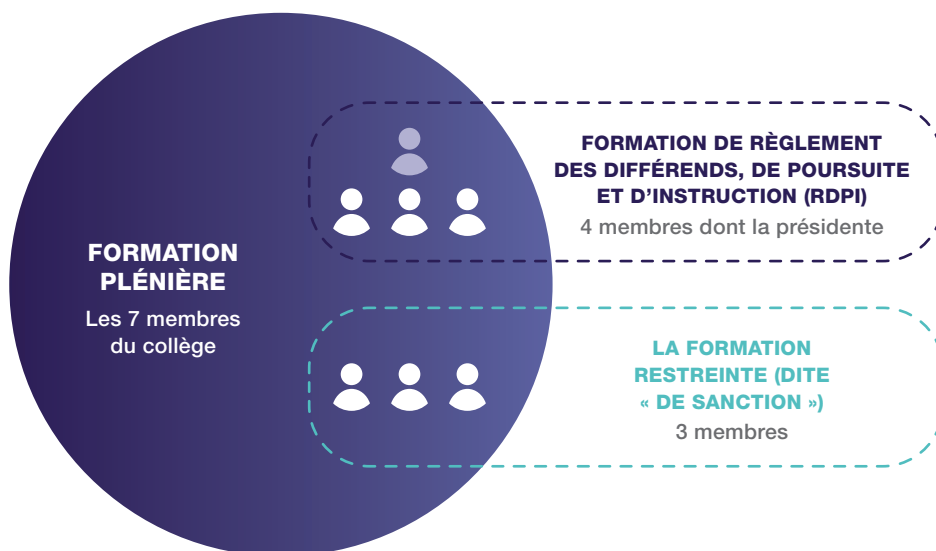 FORMATION
PLÉNIÈRE
Les 7 membres
du collège
FORMATION DE RÈGLEMENT
DES DIFFÉRENDS, DE POURSUITE
ET D’INSTRUCTION (RDPI)
4 membres dont la présidente
LA FORMATION
RESTREINTE (DITE
« DE SANCTION »)
3 membres